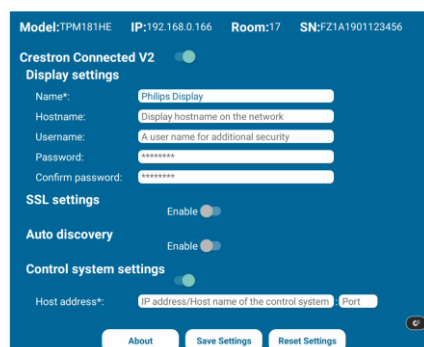 Model:TPM181HE IP:192.168.0.166 Room:17 SN:FZ1A1901123456
Crestron Connected V2
Display settings
Name*: Philips Display
Hostname: Display hostname on the network
Username: A user name for additional security
Password: ********
Confirm password: ********
SSL settings
Enable
Auto discovery
Enable
Control system settings
Host address*: IP address/Host name of the control system : Port
About Save Settings Reset Settings